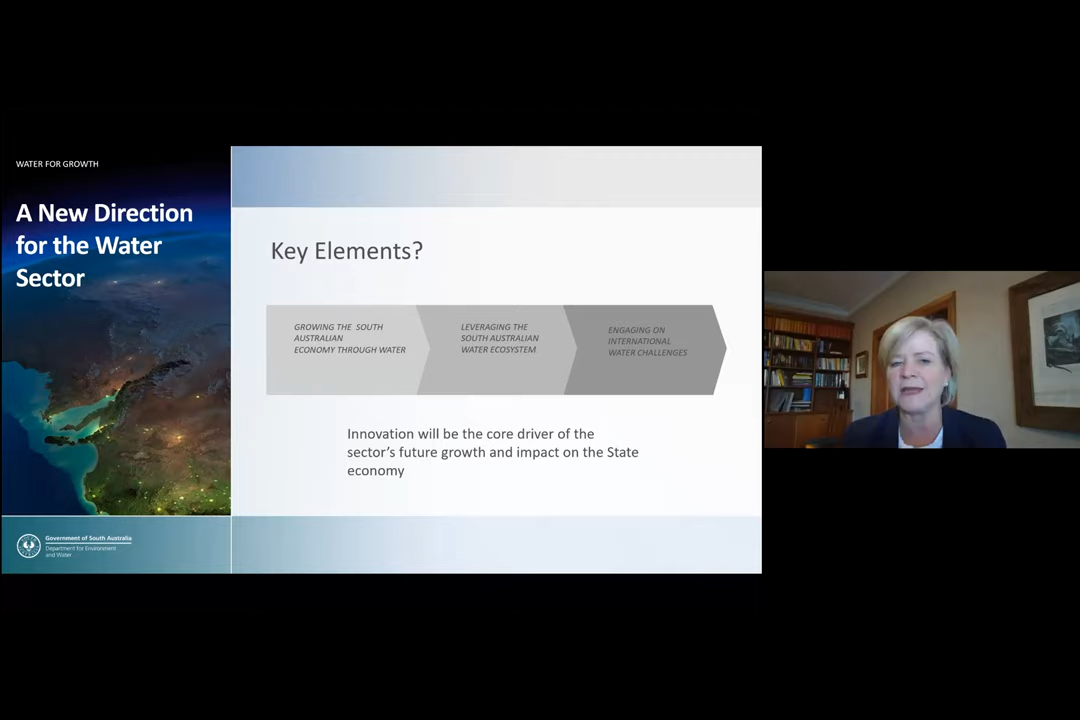 WATER FOR GROWTH
A New Direction
for the Water
Sector
Key Elements?
GROWING THE SOUTH
AUSTRALIAN
ECONOMY THROUGH WATER
LEVERAGING THE
SOUTH AUSTRALIAN
WATER ECOSYSTEM
ENGAGING ON
INTERNATIONAL
WATER CHALLENGES
Innovation will be the core driver of the
sector's future growth and impact on the State
economy
Government of South Australia
Department for Environment
and Water